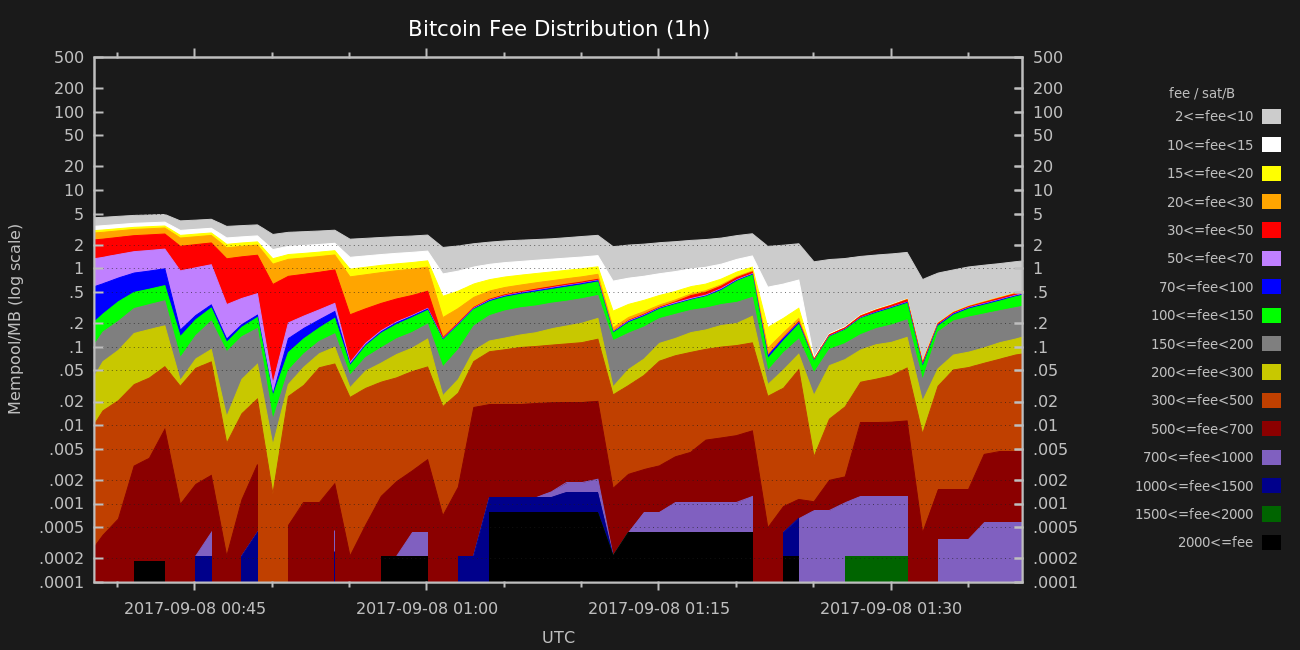 Bitcoin Fee Distribution (1h)
500 500
200 200
100 100
50 50
20 20
10 10
5 5
2 2
1 1
.5 .5
.2 .2
.1 .1
.05 .05
.02 .02
.01 .01
.005 .005
.002 .002
.001 .001
.0005 .0005
.0002 .0002
.0001 .0001
Mempool/MB (log scale)
2017-09-08 00:45 2017-09-08 01:00 2017-09-08 01:15 2017-09-08 01:30
UTC
fee / sat/B
2<=fee<10
10<=fee<15
15<=fee<20
20<=fee<30
30<=fee<50
50<=fee<70
70<=fee<100
100<=fee<150
150<=fee<200
200<=fee<300
300<=fee<500
500<=fee<700
700<=fee<1000
1000<=fee<1500
1500<=fee<2000
2000<=fee